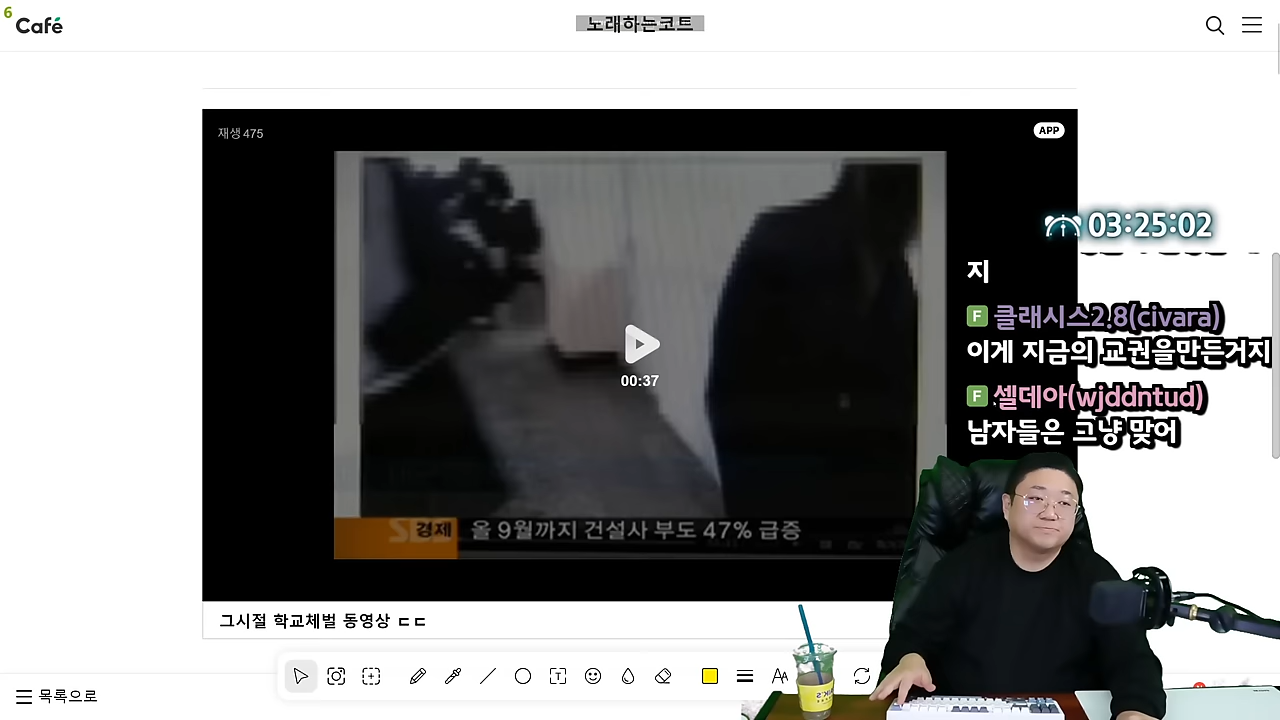 6
Café
노래하는코트
재생 475
APP
03:25:02
지
F 클래시스2.8(civara)
이게 지금의 교권을만든거지
F 셀데아(wjddntud)
남자들은 그냥 맞어
00:37
SBS 경제 올 9월까지 건설사 부도 47% 급증
그시절 학교체벌 동영상 ㄷㄷ
목록으로